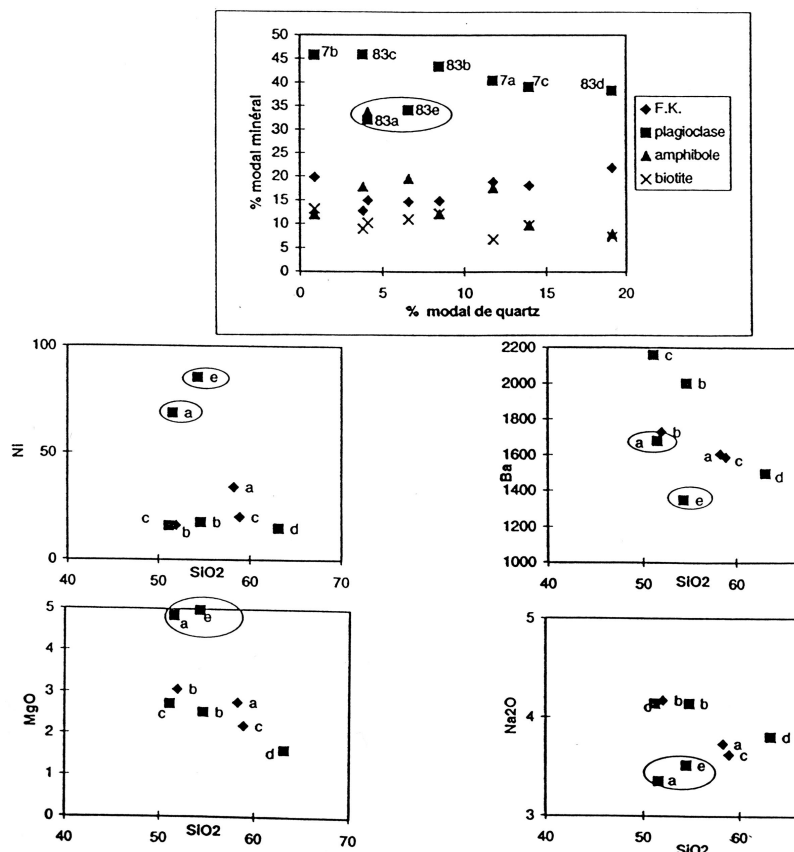 50
45
40
35
30
25
20
15
10
5
0
% modal minéral
7b
83c
83b
7a
7c
83d
83e
83a
0 5 10 15 20
% modal de quartz
F.K.
plagioclase
amphibole
biotite
100
50
0
Ni
e
a
a
c b b c d
40 50 60 70
SiO2
2200
2000
1800
1600
1400
1200
1000
Ba
c
b
b
a
a c
d
e
40 50 60
SiO2
5
4
3
2
1
0
MgO
a e
b
a
c b
c
d
40 50 60 70
SiO2
5
4
3
Na2O
c b b
d
a
c
e
a
40 50 60
SiO2